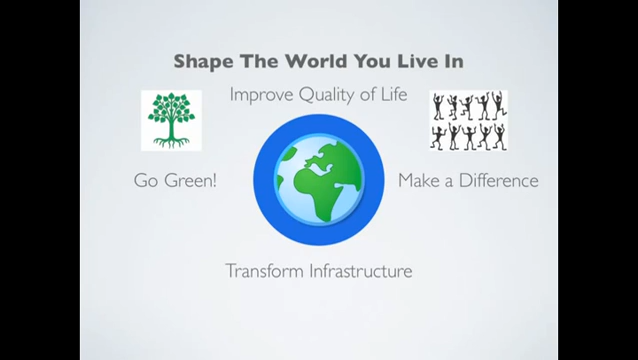 Shape The World You Live In
Improve Quality of Life
Go Green!
Make a Difference
Transform Infrastructure